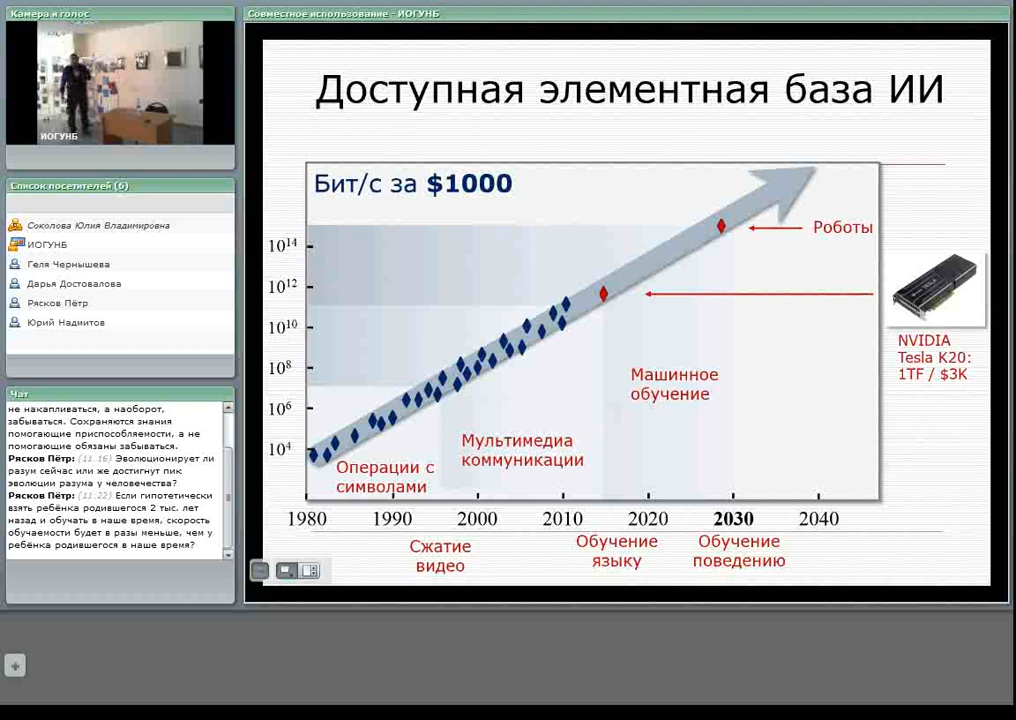 Камера и голос
ИОГУНБ
Список посетителей (6)
Соколова Юлия Владимировна
ИОГУНБ
Геля Чернышева
Дарья Достовалова
Рясков Пётр
Юрий Надмитов
Чат
не накапливаться, а наоборот,
забываться. Сохраняются знания
помогающие приспособляемости, а не
помогающие обязаны забываться.
Рясков Пётр: (11:16) Эволюционирует ли
разум сейчас или же достигнут пик
эволюции разума у человечества?
Рясков Пётр: (11:22) Если гипотетически
взять ребёнка родившегося 2 тыс. лет
назад и обучать в наше время, скорость
обучаемости будет в разы меньше, чем у
ребёнка родившегося в наше время?
Совместное использование - ИОГУНБ
Доступная элементная база ИИ
Бит/с за $1000
10¹⁴
10¹²
10¹⁰
10⁸
10⁶
10⁴
Роботы
Машинное
обучение
Мультимедиа
коммуникации
Операции с
символами
NVIDIA
Tesla K20:
1TF / $3K
1980 1990 2000 2010 2020 2030 2040
Сжатие
видео
Обучение
языку
Обучение
поведению